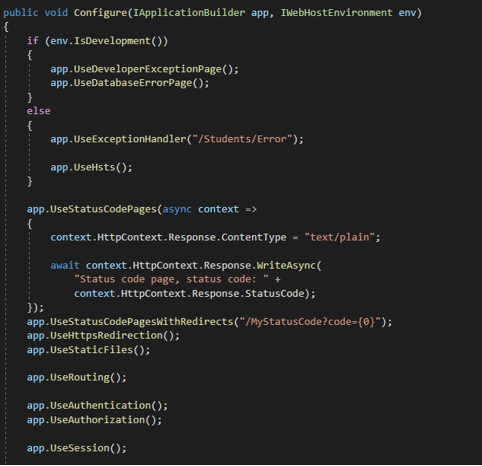 public void Configure(IApplicationBuilder app, IWebHostEnvironment env)
{
    if (env.IsDevelopment())
    {
        app.UseDeveloperExceptionPage();
        app.UseDatabaseErrorPage();
    }
    else
    {
        app.UseExceptionHandler("/Students/Error");

        app.UseHsts();
    }

    app.UseStatusCodePages(async context =>
    {
        context.HttpContext.Response.ContentType = "text/plain";

        await context.HttpContext.Response.WriteAsync(
            "Status code page, status code: " +
            context.HttpContext.Response.StatusCode);
    });
    app.UseStatusCodePagesWithRedirects("/MyStatusCode?code={0}");
    app.UseHttpsRedirection();
    app.UseStaticFiles();

    app.UseRouting();

    app.UseAuthentication();
    app.UseAuthorization();

    app.UseSession();